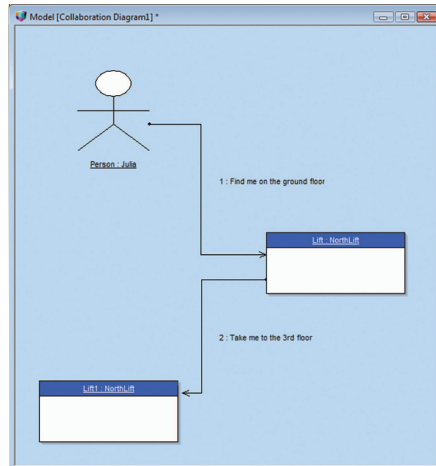 Model [Collaboration Diagram1] *
Person : Julia
1 : Find me on the ground floor
Lift : NorthLift
2 : Take me to the 3rd floor
Lift1 : NorthLift